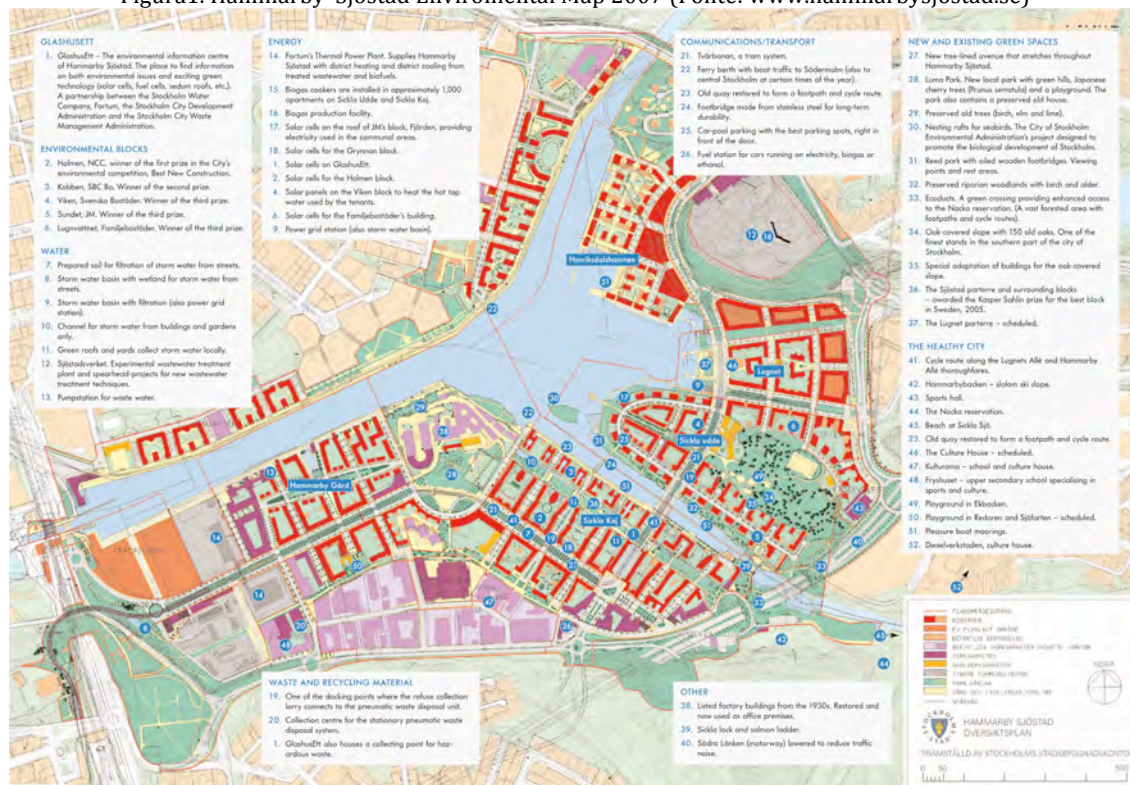 Figura1. Hammarby Sjöstad Enviromental Map 2007 (Fonte: www.hammarbysjostad.se)
GLASHUSETT
1. GlashusEtt – The environmental information centre
of Hammarby Sjöstad. The place to find information
on both environmental issues and exciting green
technology (solar cells, fuel cells, sedum roofs, etc.).
A partnership between the Stockholm Water
Company, Fortum, the Stockholm City Development
Administration and the Stockholm City Waste
Management Administration.
ENVIRONMENTAL BLOCKS
2. Holmen, NCC, winner of the first prize in the City's
environmental competition, Best New Construction.
3. Kobben, SBC Bo. Winner of the second prize.
4. Viken, Svenska Bostäder. Winner of the third prize.
5. Sundet, JM. Winner of the third prize.
6. Lugnvattnet, Familjebostäder. Winner of the third prize.
WATER
7. Prepared soil for filtration of storm water from streets.
8. Storm water basin with wetland for storm water from
streets.
9. Storm water basin with filtration (also power grid
station).
10. Channel for storm water from buildings and gardens
only.
11. Green roofs and yards collect storm water locally.
12. Sjöstadsverket. Experimental wastewater treatment
plant and spearhead-projects for new wastewater
treatment techniques.
13. Pumpstation for waste water.
ENERGY
14. Fortum's Thermal Power Plant. Supplies Hammarby
Sjöstad with district heating and district cooling from
treated wastewater and biofuels.
15. Biogas cookers are installed in approximately 1,000
apartments on Sickla Udde and Sickla Kaj.
16. Biogas production facility.
17. Solar cells on the roof of JM's block, Fjärden, providing
electricity used in the communal areas.
18. Solar cells for the Grynnan block.
1. Solar cells on GlashusEtt.
2. Solar cells for the Holmen block.
4. Solar panels on the Viken block to heat the hot tap
water used by the tenants.
6. Solar cells for the Familjebostäder's building.
9. Power grid station (also storm water basin).
COMMUNICATIONS/TRANSPORT
21. Tvärbanan, a tram system.
22. Ferry berth with boat traffic to Södermalm (also to
central Stockholm at certain times of the year).
23. Old quay restored to form a footpath and cycle route.
24. Footbridge made from stainless steel for long-term
durability.
25. Car-pool parking with the best parking spots, right in
front of the door.
26. Fuel station for cars running on electricity, biogas or
ethanol.
NEW AND EXISTING GREEN SPACES
27. New tree-lined avenue that stretches throughout
Hammarby Sjöstad.
28. Luma Park. New local park with green hills, Japanese
cherry trees (Prunus serratula) and a playground. The
park also contains a preserved old house.
29. Preserved old trees (birch, elm and lime).
30. Nesting rafts for seabirds. The City of Stockholm
Environmental Administration's project designed to
promote the biological development of Stockholm.
31. Reed park with oiled wooden footbridges. Viewing
points and rest areas.
32. Preserved riparian woodlands with birch and alder.
33. Ecoducts. A green crossing providing enhanced access
to the Nacka reservation. (A vast forested area with
footpaths and cycle routes).
34. Oak-covered slope with 150 old oaks. One of the
finest stands in the southern part of the city of
Stockholm.
35. Special adaptation of buildings for the oak-covered
slope.
36. The Sjöstad parterre and surrounding blocks
– awarded the Kasper Sahlin prize for the best block
in Sweden, 2005.
37. The Lugnet parterre – scheduled.
THE HEALTHY CITY
41. Cycle route along the Lugnets Allé and Hammarby
Allé thoroughfares.
42. Hammarbybacken – slalom ski slope.
43. Sports hall.
44. The Nacka reservation.
45. Beach at Sickla Sjö.
23. Old quay restored to form a footpath and cycle route.
46. The Culture House – scheduled.
47. Kulturama – school and culture house.
48. Fryshuset – upper secondary school specialising in
sports and culture.
49. Playground in Ekbacken.
50. Playground in Redaren and Sjöfarten – scheduled.
51. Pleasure boat moorings.
52. Dieselverkstaden, culture house.
Henriksdalshamnen
Lugnet
Sickla udde
Hammarby Gård
Sickla Kaj
WASTE AND RECYCLING MATERIAL
19. One of the docking points where the refuse collection
lorry connects to the pneumatic waste disposal unit.
20. Collection centre for the stationary pneumatic waste
disposal system.
1. GlashusEtt also houses a collecting point for haz-
ardous waste.
OTHER
38. Listed factory buildings from the 1930s. Restored and
now used as office premises.
39. Sickla lock and salmon ladder.
40. Södra Länken (motorway) lowered to reduce traffic
noise.
NORR
STOCKHOLMS STAD
HAMMARBY SJÖSTAD
ÖVERSIKTSPLAN
FRAMSTÄLLD AV STOCKHOLMS STADSBYGGNADSKONTOR
0 50 500